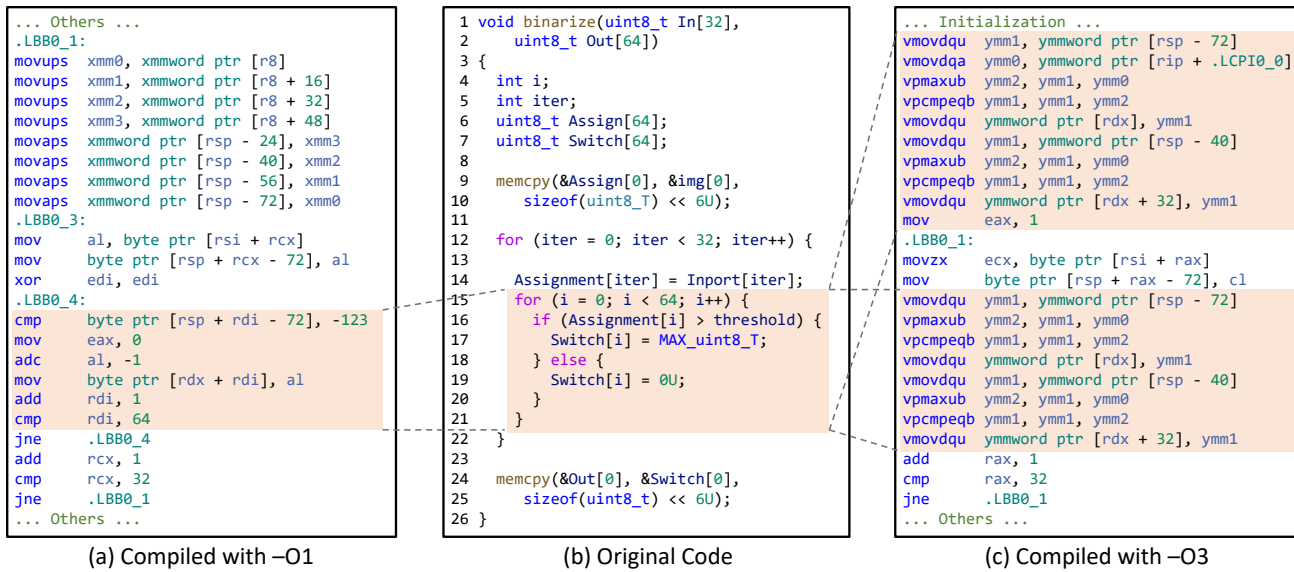 ... Others ...
.LBB0_1:
movups xmm0, xmmword ptr [r8]
movups xmm1, xmmword ptr [r8 + 16]
movups xmm2, xmmword ptr [r8 + 32]
movups xmm3, xmmword ptr [r8 + 48]
movaps xmmword ptr [rsp - 24], xmm3
movaps xmmword ptr [rsp - 40], xmm2
movaps xmmword ptr [rsp - 56], xmm1
movaps xmmword ptr [rsp - 72], xmm0
.LBB0_3:
mov al, byte ptr [rsi + rcx]
mov byte ptr [rsp + rcx - 72], al
xor edi, edi
.LBB0_4:
cmp byte ptr [rsp + rdi - 72], -123
mov eax, 0
adc al, -1
mov byte ptr [rdx + rdi], al
add rdi, 1
cmp rdi, 64
jne .LBB0_4
add rcx, 1
cmp rcx, 32
jne .LBB0_1
... Others ...
(a) Compiled with –O1
1 void binarize(uint8_t In[32],
2 uint8_t Out[64])
3 {
4 int i;
5 int iter;
6 uint8_t Assign[64];
7 uint8_t Switch[64];
8
9 memcpy(&Assign[0], &img[0],
10 sizeof(uint8_T) << 6U);
11
12 for (iter = 0; iter < 32; iter++) {
13
14 Assignment[iter] = Inport[iter];
15 for (i = 0; i < 64; i++) {
16 if (Assignment[i] > threshold) {
17 Switch[i] = MAX_uint8_T;
18 } else {
19 Switch[i] = 0U;
20 }
21 }
22 }
23
24 memcpy(&Out[0], &Switch[0],
25 sizeof(uint8_t) << 6U);
26 }
(b) Original Code
... Initialization ...
vmovdqu ymm1, ymmword ptr [rsp - 72]
vmovdqa ymm0, ymmword ptr [rip + .LCPI0_0]
vpmaxub ymm2, ymm1, ymm0
vpcmpeqb ymm1, ymm1, ymm2
vmovdqu ymmword ptr [rdx], ymm1
vmovdqu ymm1, ymmword ptr [rsp - 40]
vpmaxub ymm2, ymm1, ymm0
vpcmpeqb ymm1, ymm1, ymm2
vmovdqu ymmword ptr [rdx + 32], ymm1
mov eax, 1
.LBB0_1:
movzx ecx, byte ptr [rsi + rax]
mov byte ptr [rsp + rax - 72], cl
vmovdqu ymm1, ymmword ptr [rsp - 72]
vpmaxub ymm2, ymm1, ymm0
vpcmpeqb ymm1, ymm1, ymm2
vmovdqu ymmword ptr [rdx], ymm1
vmovdqu ymm1, ymmword ptr [rsp - 40]
vpmaxub ymm2, ymm1, ymm0
vpcmpeqb ymm1, ymm1, ymm2
vmovdqu ymmword ptr [rdx + 32], ymm1
add rax, 1
cmp rax, 32
jne .LBB0_1
... Others ...
(c) Compiled with –O3